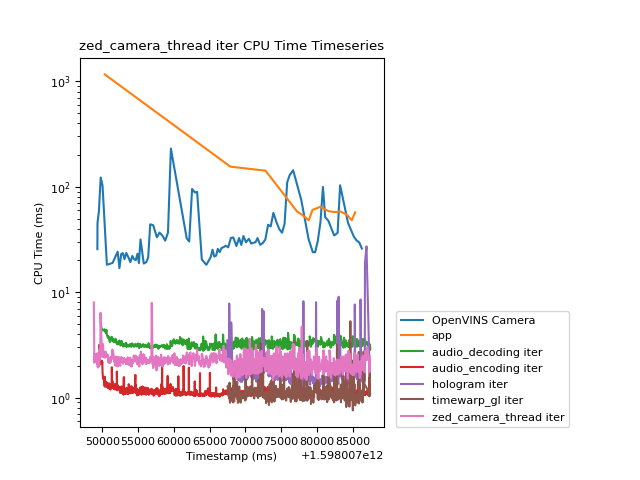 zed_camera_thread iter CPU Time Timeseries
CPU Time (ms)
10³
10²
10¹
10⁰
50000 55000 60000 65000 70000 75000 80000 85000
Timestamp (ms)
+1.598007e12
OpenVINS Camera
app
audio_decoding iter
audio_encoding iter
hologram iter
timewarp_gl iter
zed_camera_thread iter